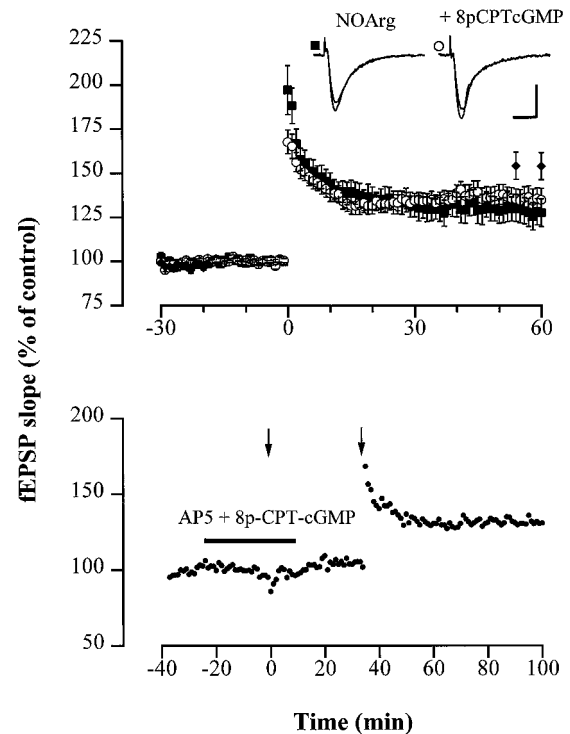 NOArg + 8pCPTcGMP
225
200
175
150
125
100
75
-30 0 30 60
fEPSP slope (% of control)
200
150
100
50
AP5 + 8p-CPT-cGMP
-40 -20 0 20 40 60 80 100
Time (min)